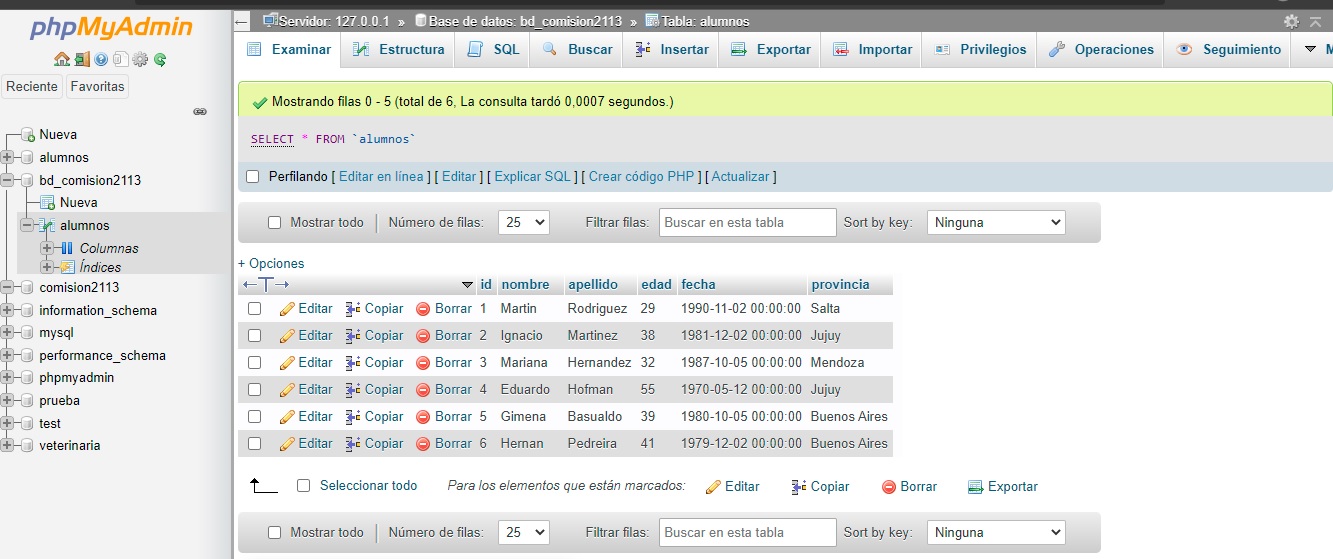 phpMyAdmin
Reciente Favoritas
Nueva
alumnos
bd_comision2113
Nueva
alumnos
Columnas
Índices
comision2113
information_schema
mysql
performance_schema
phpmyadmin
prueba
test
veterinaria
Servidor: 127.0.0.1 » Base de datos: bd_comision2113 » Tabla: alumnos
Examinar Estructura SQL Buscar Insertar Exportar Importar Privilegios Operaciones Seguimiento M
Mostrando filas 0 - 5 (total de 6, La consulta tardó 0,0007 segundos.)
SELECT * FROM `alumnos`
Perfilando [ Editar en línea ] [ Editar ] [ Explicar SQL ] [ Crear código PHP ] [ Actualizar ]
Mostrar todo Número de filas: 25 Filtrar filas: Buscar en esta tabla Sort by key: Ninguna
+ Opciones
id nombre apellido edad fecha provincia
Editar Copiar Borrar 1 Martin Rodriguez 29 1990-11-02 00:00:00 Salta
Editar Copiar Borrar 2 Ignacio Martinez 38 1981-12-02 00:00:00 Jujuy
Editar Copiar Borrar 3 Mariana Hernandez 32 1987-10-05 00:00:00 Mendoza
Editar Copiar Borrar 4 Eduardo Hofman 55 1970-05-12 00:00:00 Jujuy
Editar Copiar Borrar 5 Gimena Basualdo 39 1980-10-05 00:00:00 Buenos Aires
Editar Copiar Borrar 6 Hernan Pedreira 41 1979-12-02 00:00:00 Buenos Aires
Seleccionar todo Para los elementos que están marcados: Editar Copiar Borrar Exportar
Mostrar todo Número de filas: 25 Filtrar filas: Buscar en esta tabla Sort by key: Ninguna